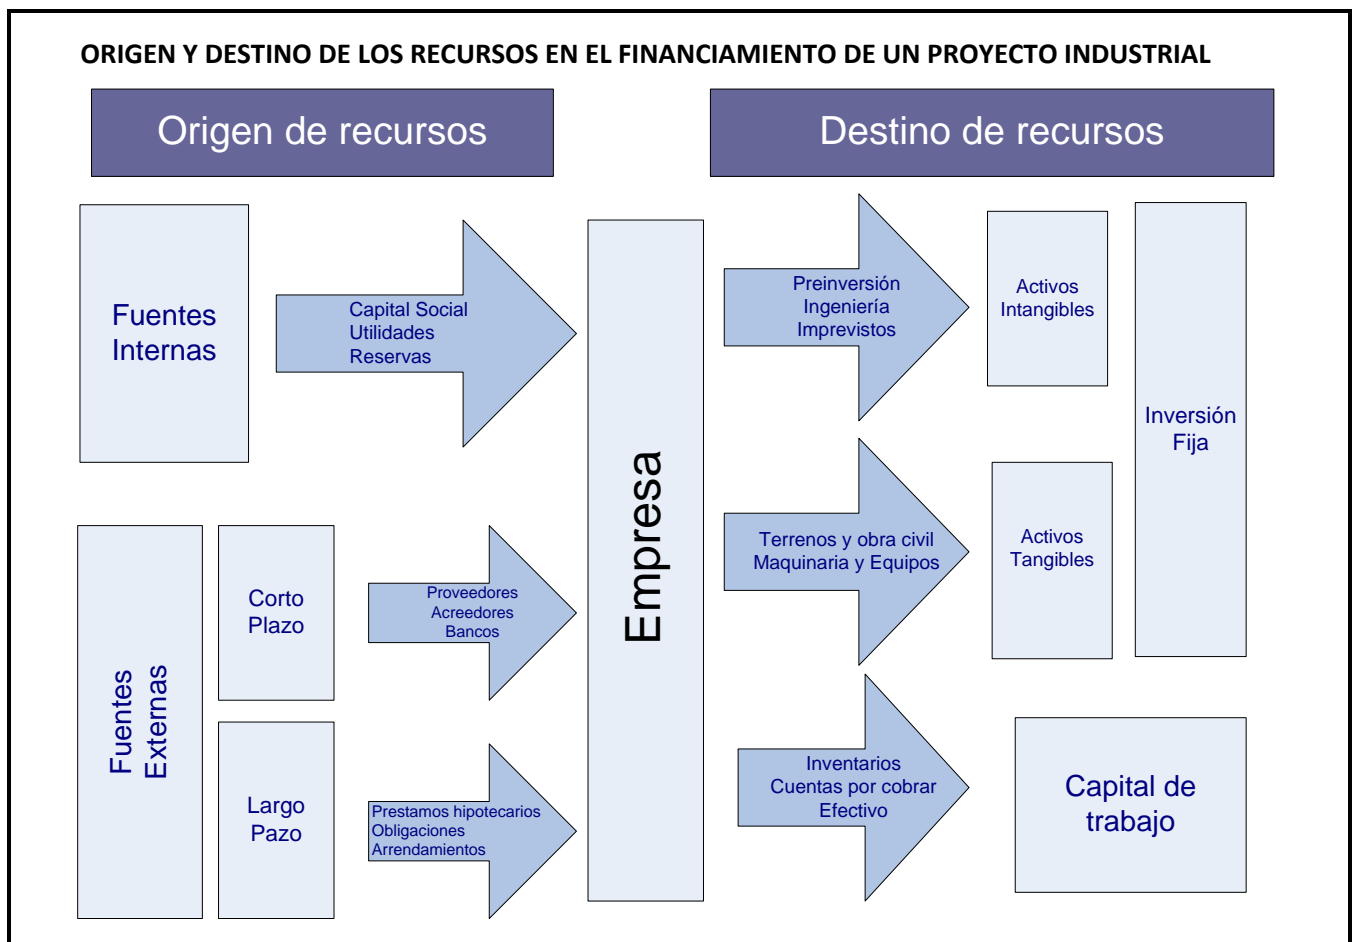 ORIGEN Y DESTINO DE LOS RECURSOS EN EL FINANCIAMIENTO DE UN PROYECTO INDUSTRIAL
Origen de recursos
Destino de recursos
Fuentes
Internas
Capital Social
Utilidades
Reservas
Fuentes
Externas
Corto
Plazo
Proveedores
Acreedores
Bancos
Largo
Pazo
Prestamos hipotecarios
Obligaciones
Arrendamientos
Empresa
Preinversión
Ingeniería
Imprevistos
Activos
Intangibles
Terrenos y obra civil
Maquinaria y Equipos
Activos
Tangibles
Inversión
Fija
Inventarios
Cuentas por cobrar
Efectivo
Capital de
trabajo